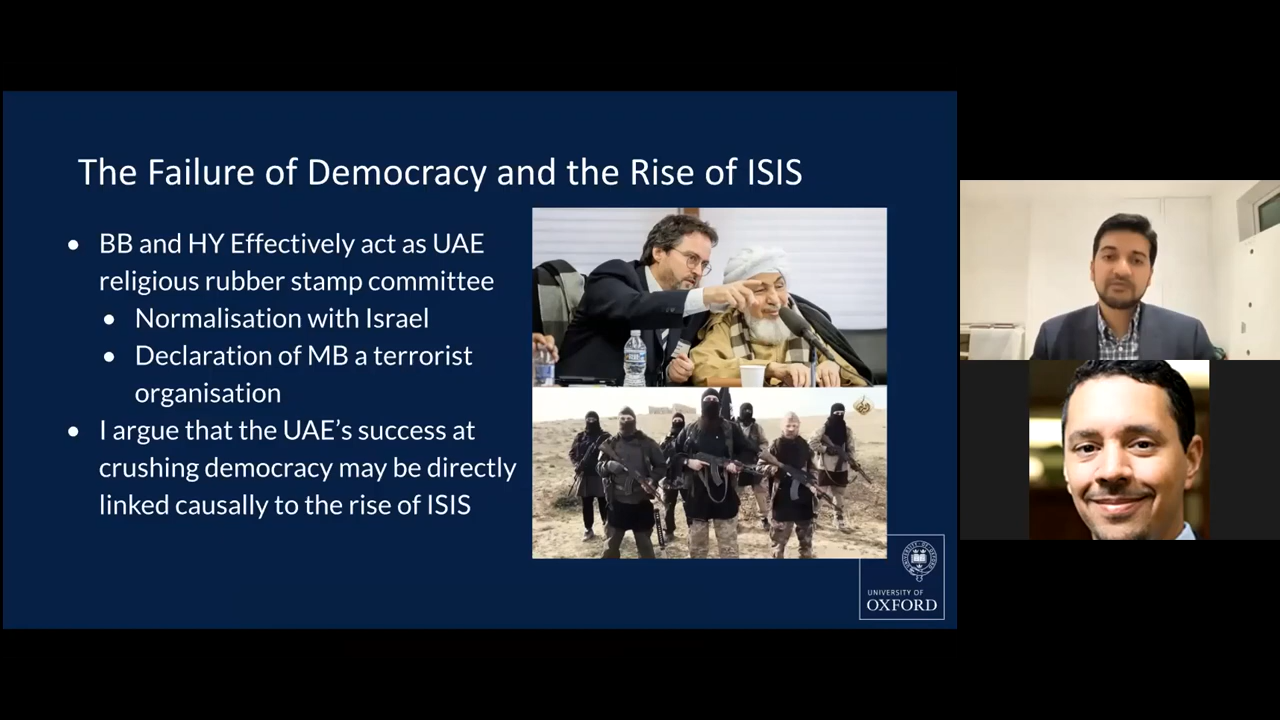 The Failure of Democracy and the Rise of ISIS
• BB and HY Effectively act as UAE
religious rubber stamp committee
• Normalisation with Israel
• Declaration of MB a terrorist
organisation
• I argue that the UAE's success at
crushing democracy may be directly
linked causally to the rise of ISIS
UNIVERSITY OF
OXFORD